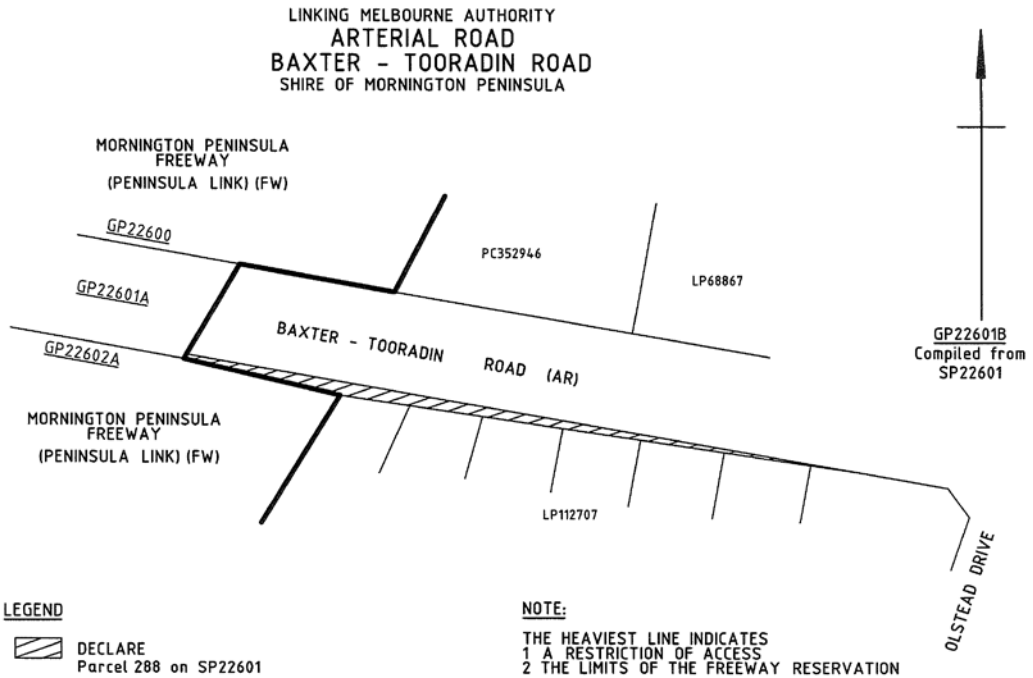 LINKING MELBOURNE AUTHORITY
ARTERIAL ROAD
BAXTER - TOORADIN ROAD
SHIRE OF MORNINGTON PENINSULA
MORNINGTON PENINSULA
FREEWAY
(PENINSULA LINK) (FW)
GP22600
PC352946
LP68867
GP22601A
BAXTER - TOORADIN ROAD (AR)
GP22601B
Compiled from
SP22601
GP22602A
MORNINGTON PENINSULA
FREEWAY
(PENINSULA LINK) (FW)
LP112707
OLSTEAD DRIVE
LEGEND
DECLARE
Parcel 288 on SP22601
NOTE:
THE HEAVIEST LINE INDICATES
1 A RESTRICTION OF ACCESS
2 THE LIMITS OF THE FREEWAY RESERVATION